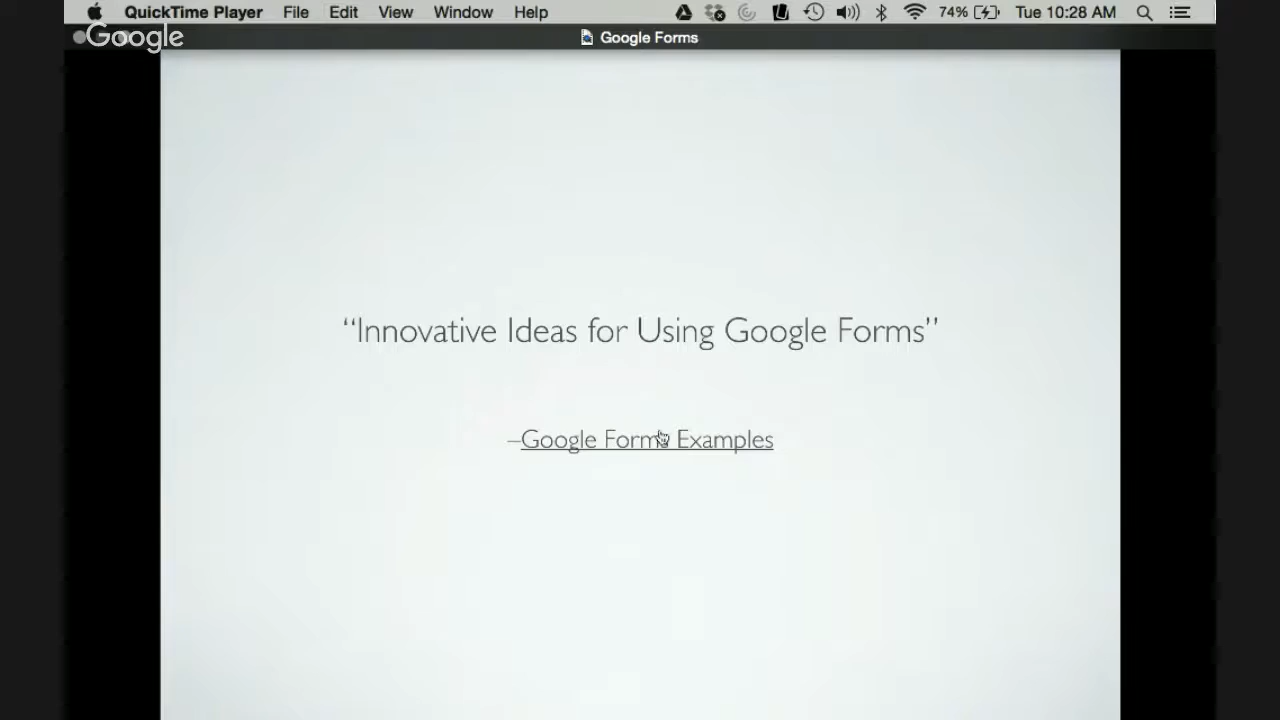 QuickTime Player File Edit View Window Help 74% Tue 10:28 AM
Google
Google Forms
“Innovative Ideas for Using Google Forms”
–Google Forms Examples